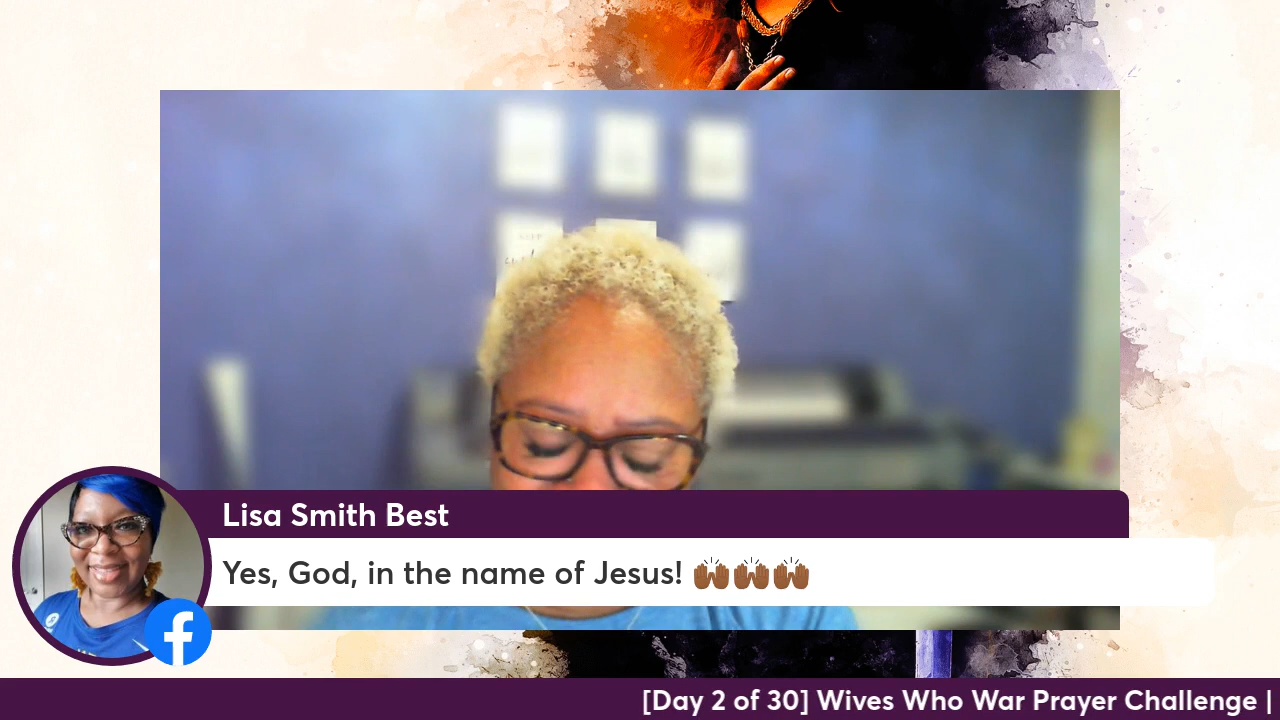 Lisa Smith Best
Yes, God, in the name of Jesus! 🙌🏾🙌🏾🙌🏾
[Day 2 of 30] Wives Who War Prayer Challenge |